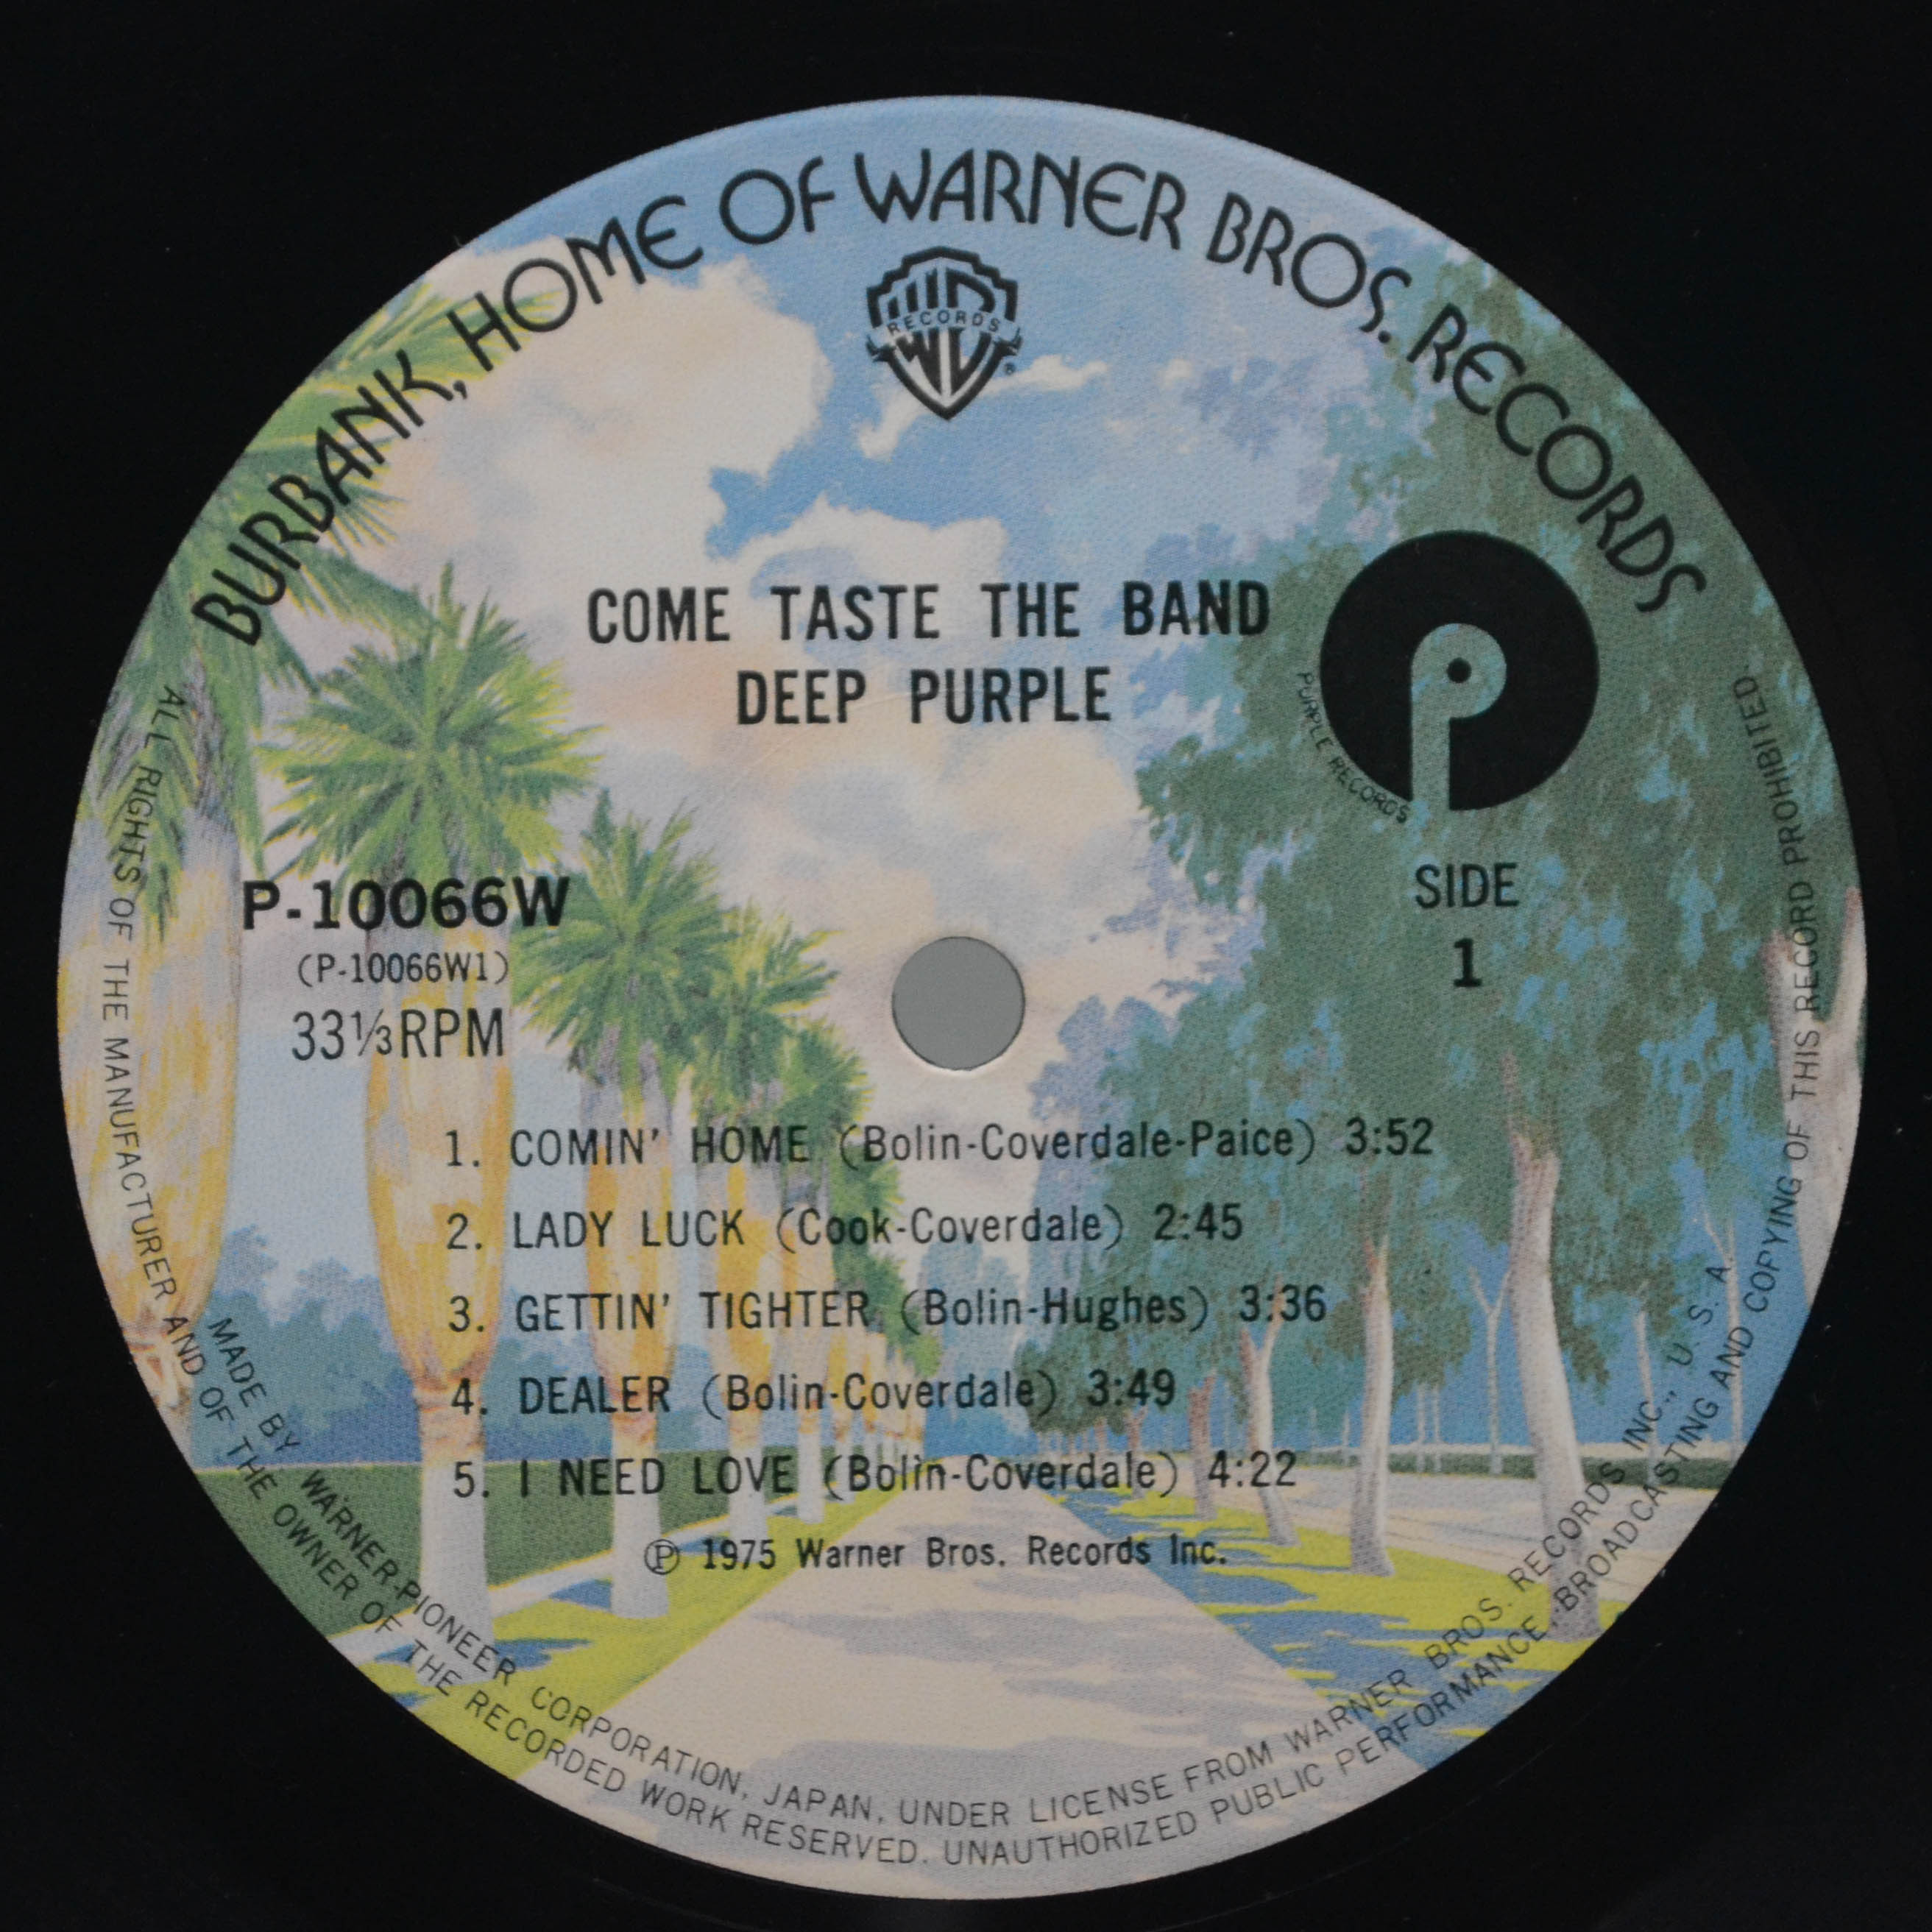 BURBANK, HOME OF WARNER BROS. RECORDS
RECORDS
®
COME TASTE THE BAND
DEEP PURPLE
PURPLE RECORDS
P-10066W
(P-10066W1)
33⅓RPM
SIDE
1
1. COMIN' HOME (Bolin-Coverdale-Paice) 3:52
2. LADY LUCK (Cook-Coverdale) 2:45
3. GETTIN' TIGHTER (Bolin-Hughes) 3:36
4. DEALER (Bolin-Coverdale) 3:49
5. I NEED LOVE (Bolin-Coverdale) 4:22
℗ 1975 Warner Bros. Records Inc.
MADE BY WARNER-PIONEER CORPORATION, JAPAN, UNDER LICENSE FROM WARNER BROS. RECORDS INC., U.S.A.
ALL RIGHTS OF THE MANUFACTURER AND OF THE OWNER OF THE RECORDED WORK RESERVED. UNAUTHORIZED PUBLIC PERFORMANCE, BROADCASTING AND COPYING OF THIS RECORD PROHIBITED.